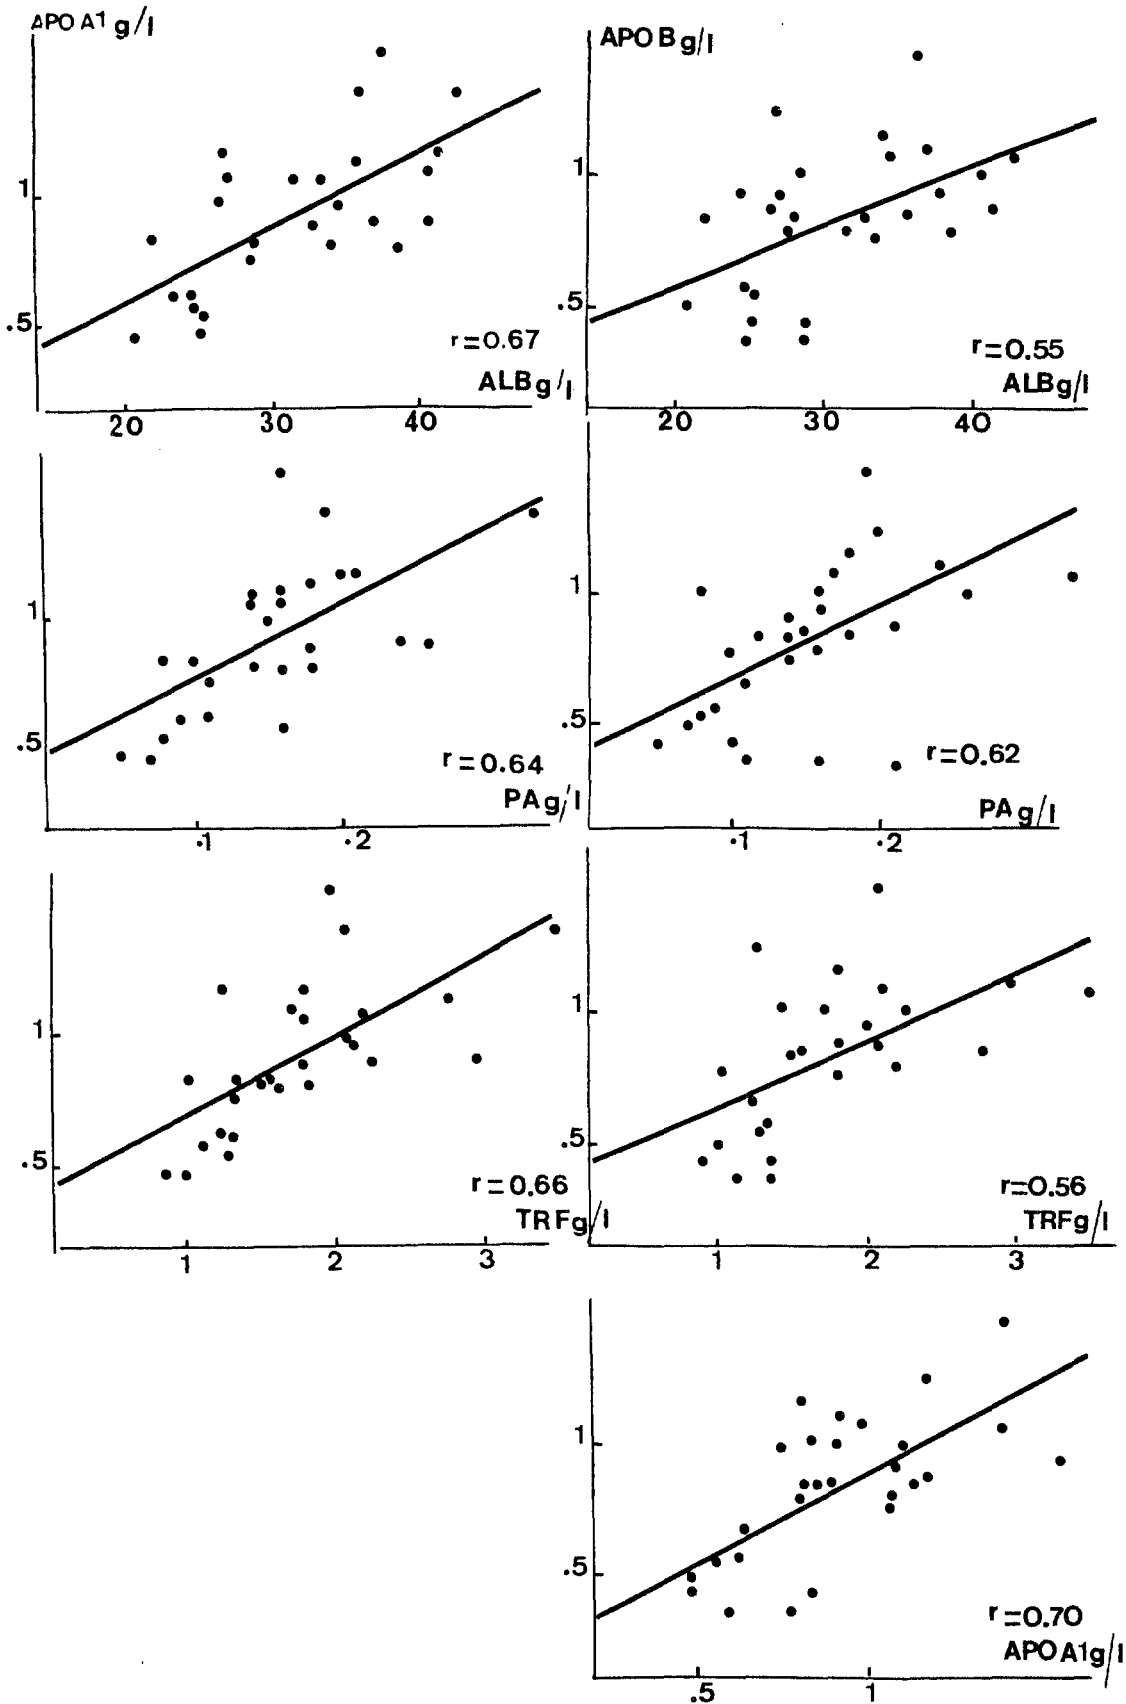 APO A1 g/l
1
.5
r=0.67
ALB g/l
20 30 40
APO B g/l
1
.5
r=0.55
ALB g/l
20 30 40
1
.5
r=0.64
PA g/l
.1 .2
1
.5
r=0.62
PA g/l
.1 .2
1
.5
r=0.66
TRF g/l
1 2 3
1
.5
r=0.56
TRF g/l
1 2 3
1
.5
r=0.70
APO A1 g/l
.5 1